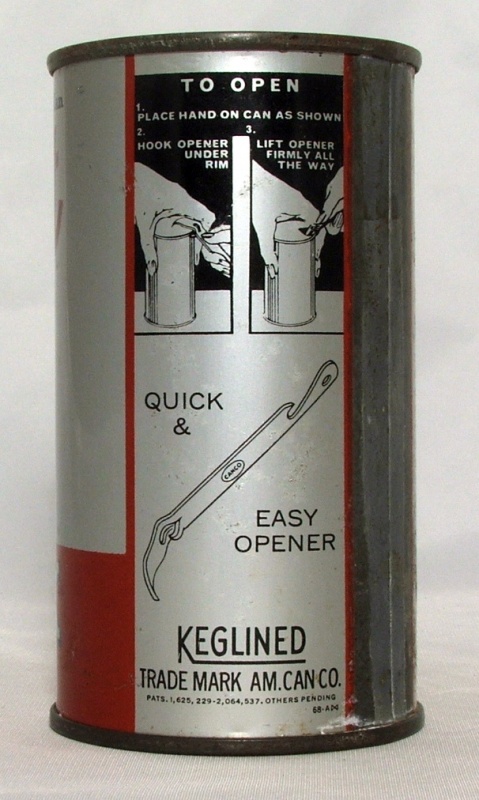 TO OPEN
1.
PLACE HAND ON CAN AS SHOWN
2.
HOOK OPENER
UNDER
RIM
3.
LIFT OPENER
FIRMLY ALL
THE WAY
QUICK
&
CANCO
EASY
OPENER
KEGLINED
TRADE MARK AM. CAN CO.
PATS. 1,625, 229-2,064,537. OTHERS PENDING